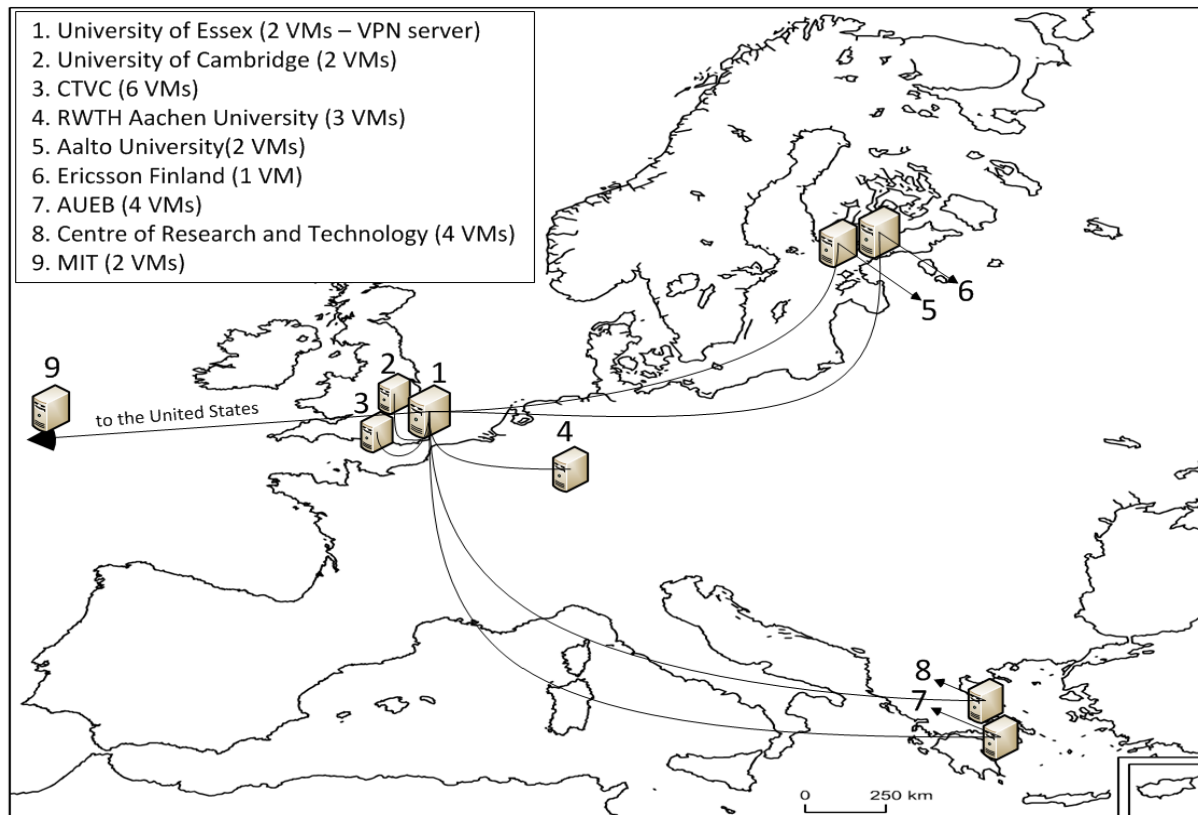 1. University of Essex (2 VMs – VPN server)
2. University of Cambridge (2 VMs)
3. CTVC (6 VMs)
4. RWTH Aachen University (3 VMs)
5. Aalto University(2 VMs)
6. Ericsson Finland (1 VM)
7. AUEB (4 VMs)
8. Centre of Research and Technology (4 VMs)
9. MIT (2 VMs)
6
5
9
2
1
to the United States
3
4
8
7
0 250 km